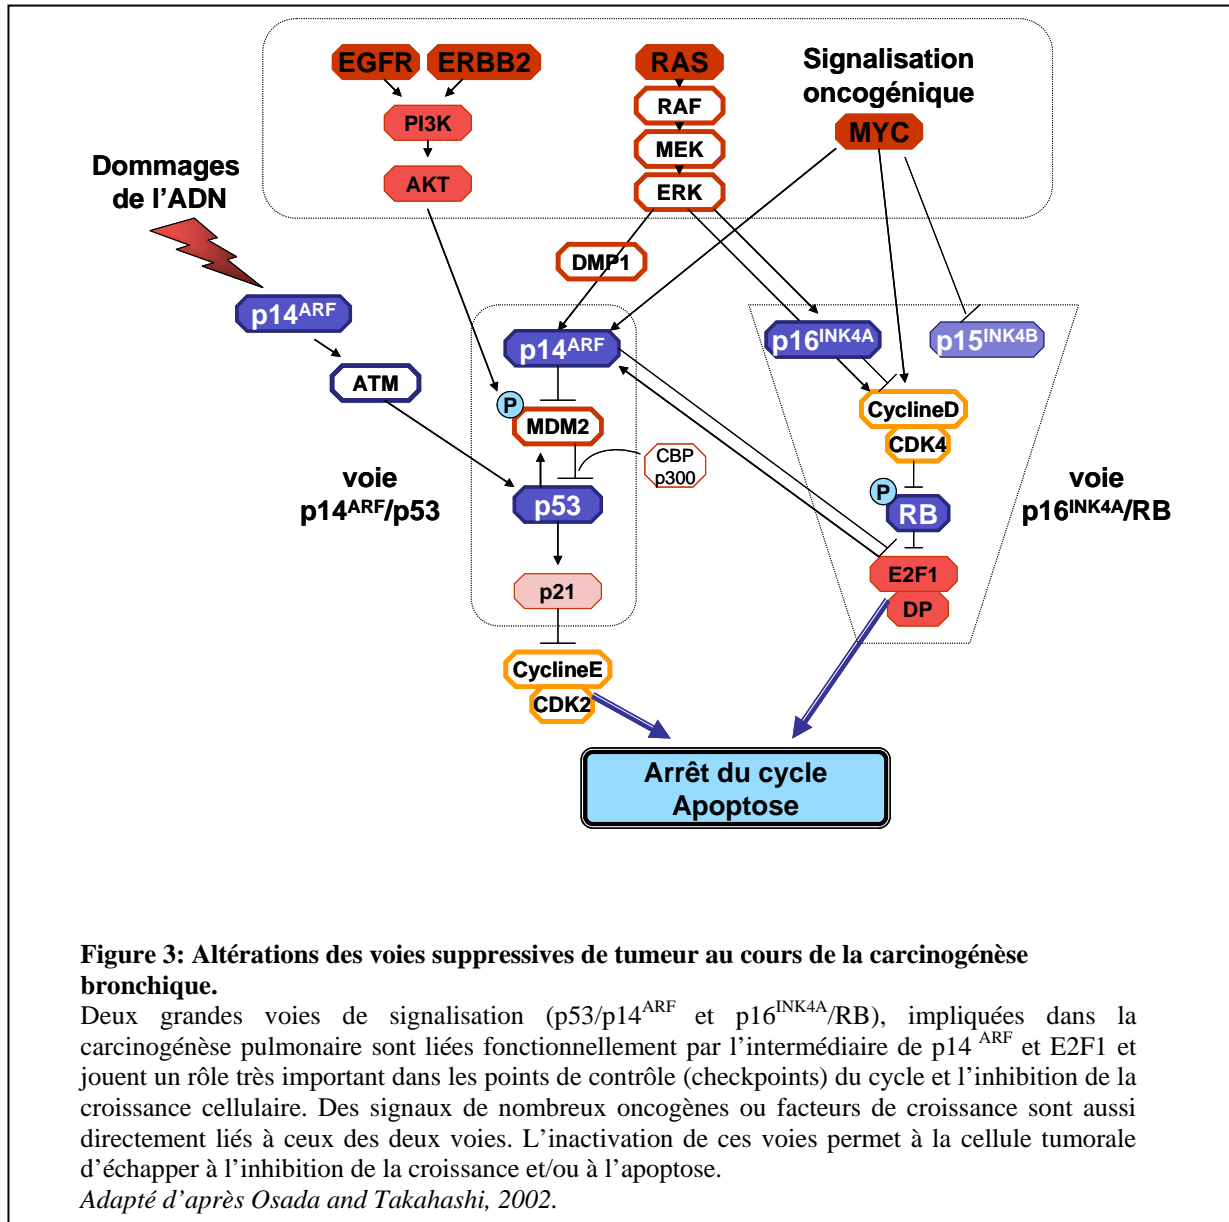 EGFR ERBB2
RAS
Signalisation
oncogénique
PI3K
RAF
MYC
MEK
Dommages
de l'ADN
AKT
ERK
DMP1
p14ARF
p14ARF
p16INK4A
p15INK4B
ATM
P
MDM2
CyclineD
CDK4
CBP
p300
voie
p14ARF/p53
p53
P
RB
voie
p16INK4A/RB
E2F1
DP
p21
CyclineE
CDK2
Arrêt du cycle
Apoptose
Figure 3: Altérations des voies suppressives de tumeur au cours de la carcinogénèse
bronchique.
Deux grandes voies de signalisation (p53/p14ARF et p16INK4A/RB), impliquées dans la
carcinogénèse pulmonaire sont liées fonctionnellement par l'intermédiaire de p14 ARF et E2F1 et
jouent un rôle très important dans les points de contrôle (checkpoints) du cycle et l'inhibition de la
croissance cellulaire. Des signaux de nombreux oncogènes ou facteurs de croissance sont aussi
directement liés à ceux des deux voies. L'inactivation de ces voies permet à la cellule tumorale
d'échapper à l'inhibition de la croissance et/ou à l'apoptose.
Adapté d'après Osada and Takahashi, 2002.